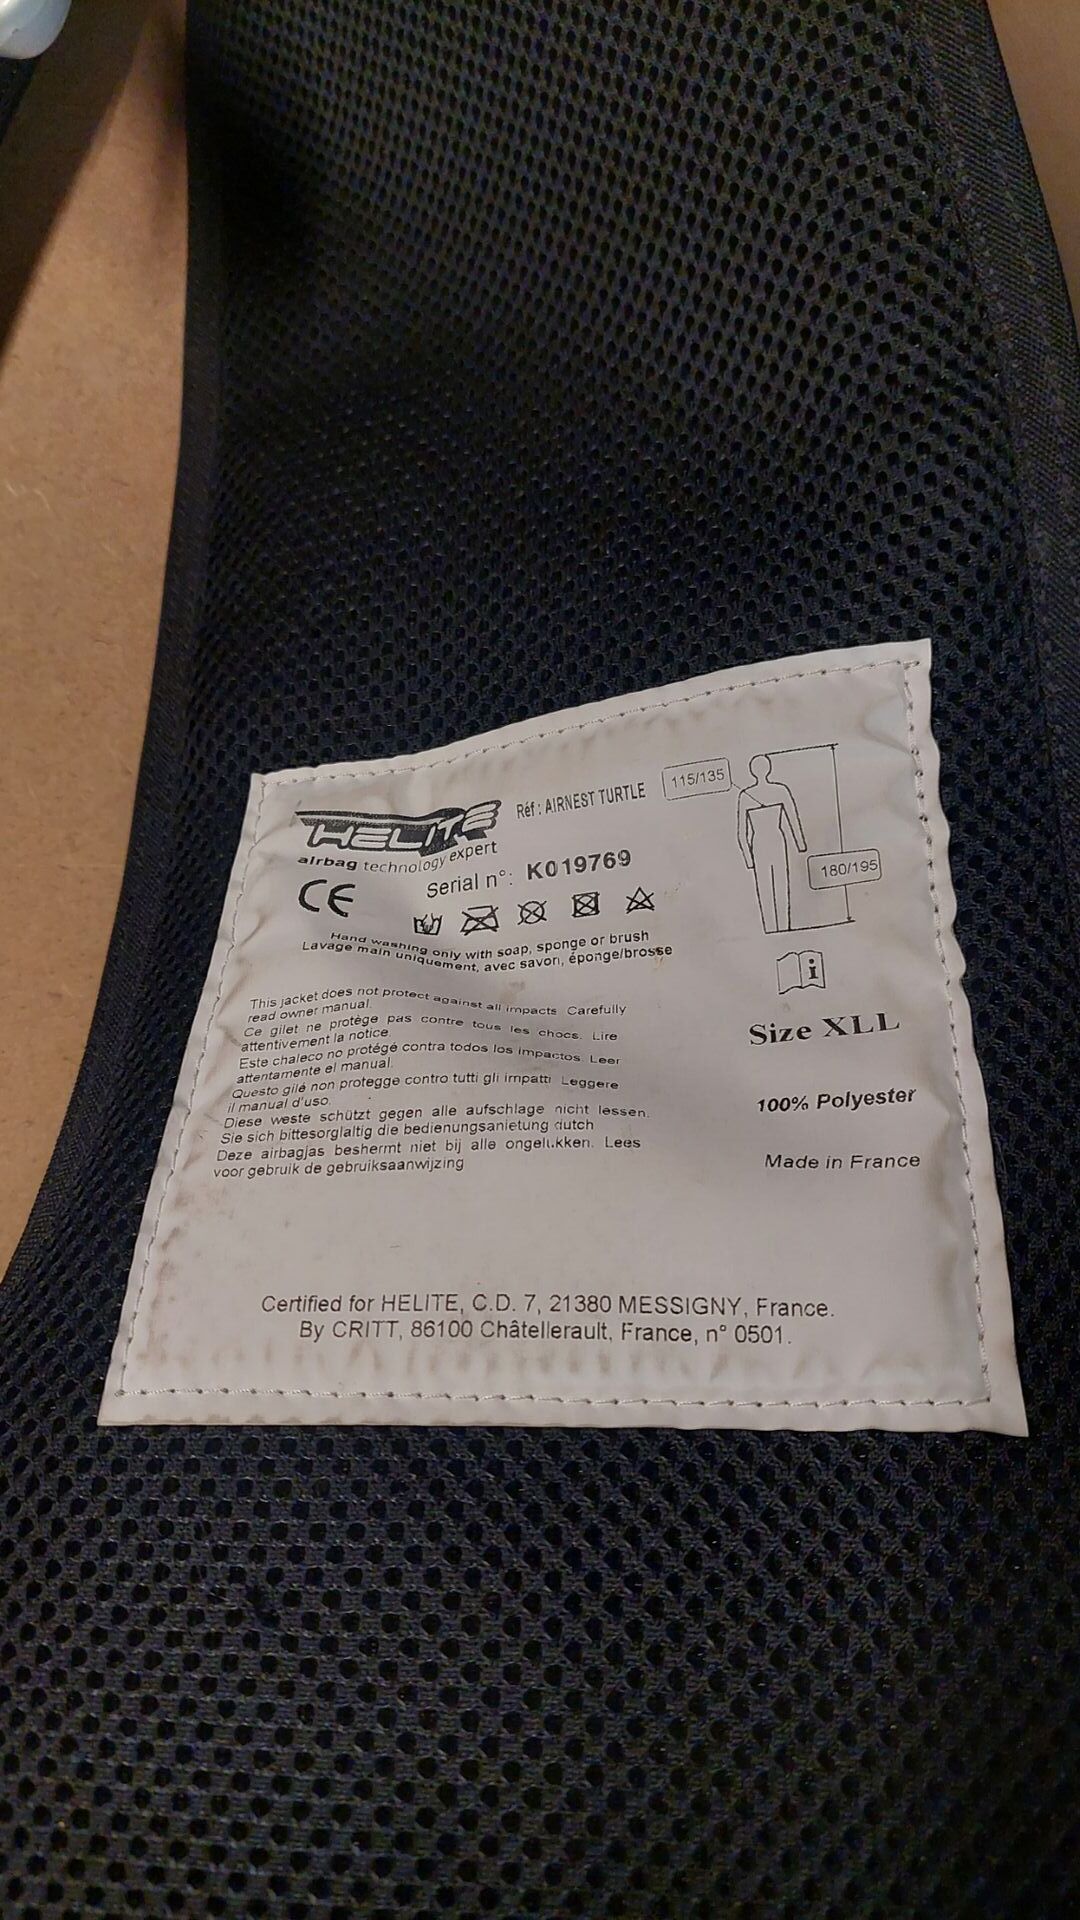 HELITE
airbag technology expert
Réf : AIRNEST TURTLE
115/135
180/195
CE
Serial n°: K019769
Hand washing only with soap, sponge or brush
Lavage main uniquement, avec savon, éponge/brosse
This jacket does not protect against all impacts Carefully
read owner manual.
Ce gilet ne protège pas contre tous les chocs. Lire
attentivement la notice
Este chaleco no protégé contra todos los impactos. Leer
attentamente el manual.
Questo gilé non protegge contro tutti gli impatti Leggere
il manual d'uso.
Diese weste schützt gegen alle aufschlage nicht lessen.
Sie sich bittesorglaltig die bedienungsanietung dutch
Deze airbagjas beshermt niet bij alle ongelukken. Lees
voor gebruik de gebruiksaanwijzing
i
Size XLL
100% Polyester
Made in France
Certified for HELITE, C.D. 7, 21380 MESSIGNY, France.
By CRITT, 86100 Châtellerault, France, n° 0501.